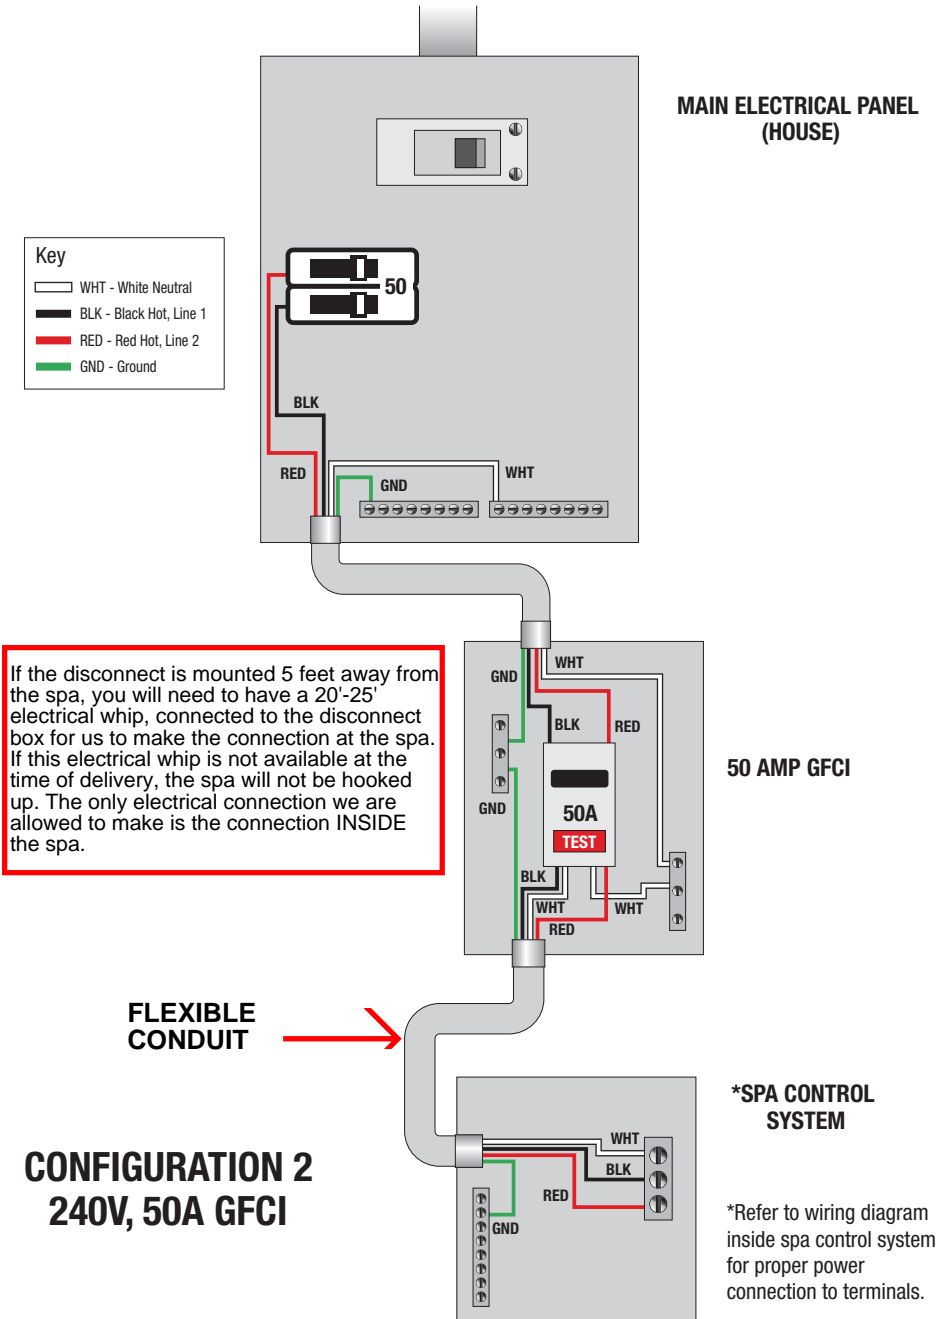 MAIN ELECTRICAL PANEL
(HOUSE)
Key
WHT - White Neutral
BLK - Black Hot, Line 1
RED - Red Hot, Line 2
GND - Ground
50
BLK
RED
GND
WHT
If the disconnect is mounted 5 feet away from
the spa, you will need to have a 20'-25'
electrical whip, connected to the disconnect
box for us to make the connection at the spa.
If this electrical whip is not available at the
time of delivery, the spa will not be hooked
up. The only electrical connection we are
allowed to make is the connection INSIDE
the spa.
WHT
GND
BLK
RED
50 AMP GFCI
GND
50A
TEST
BLK
WHT
WHT
RED
FLEXIBLE
CONDUIT
*SPA CONTROL
SYSTEM
WHT
BLK
RED
GND
CONFIGURATION 2
240V, 50A GFCI
*Refer to wiring diagram
inside spa control system
for proper power
connection to terminals.